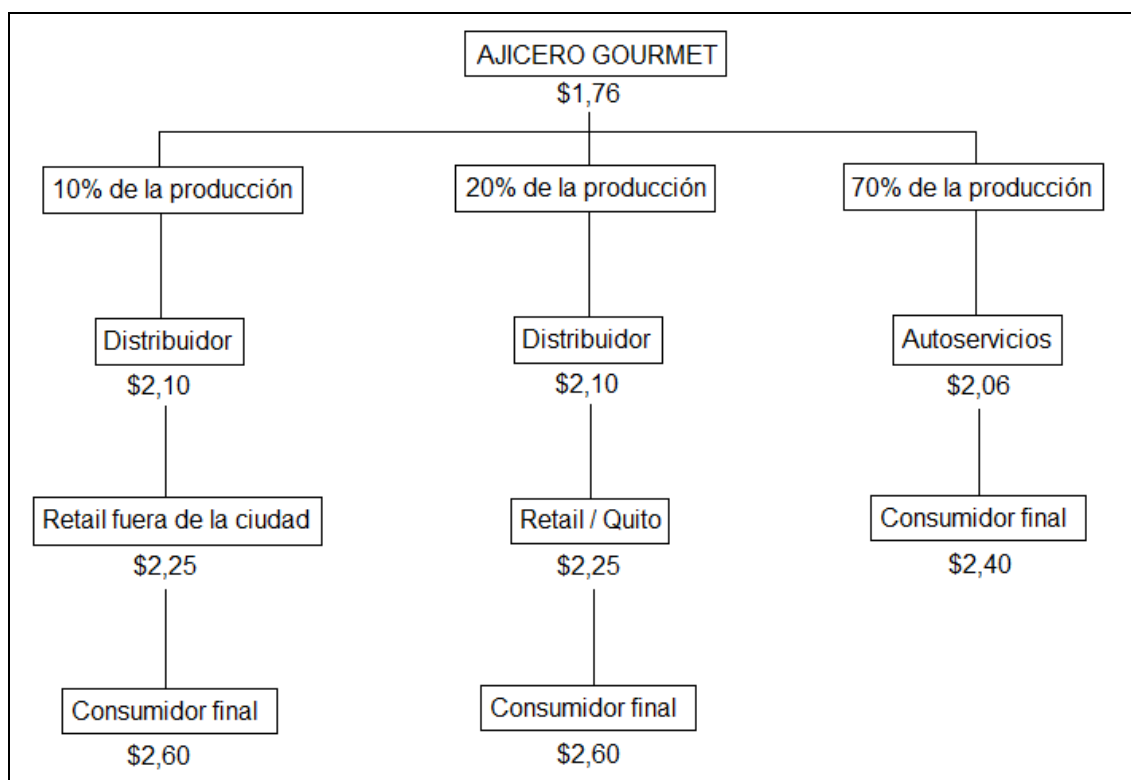 AJICERO GOURMET
$1,76
10% de la producción
20% de la producción
70% de la producción
Distribuidor
$2,10
Distribuidor
$2,10
Autoservicios
$2,06
Retail fuera de la ciudad
$2,25
Retail / Quito
$2,25
Consumidor final
$2,40
Consumidor final
$2,60
Consumidor final
$2,60